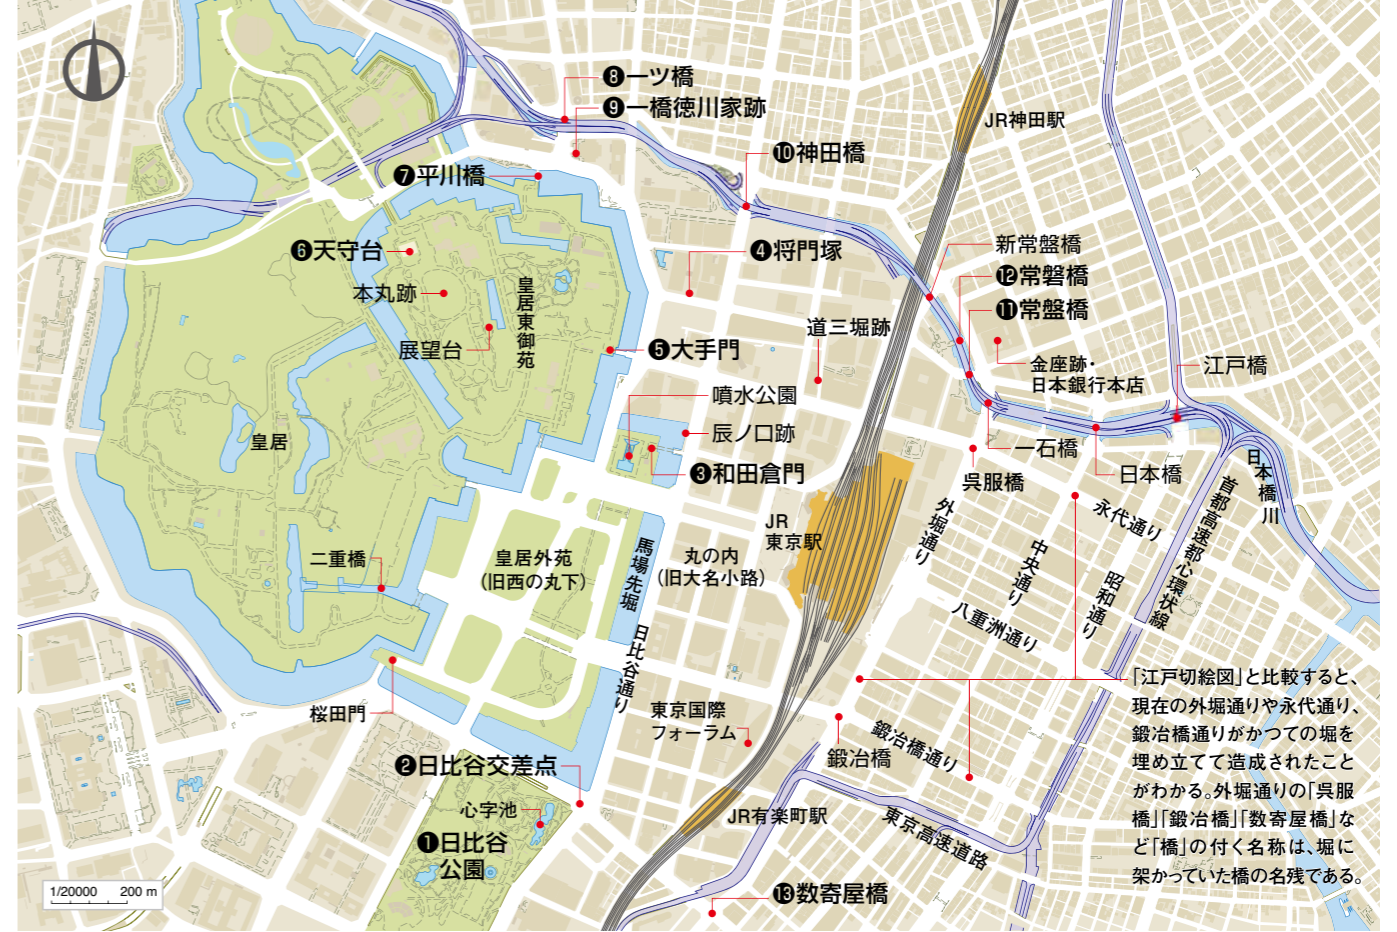 ❽一ツ橋
❾一橋徳川家跡
JR神田駅
❿神田橋
❼平川橋
❻天守台
❹将門塚
新常盤橋
⓬常磐橋
⓫常盤橋
本丸跡
皇居東御苑
道三堀跡
展望台
❺大手門
金座跡・
日本銀行本店
江戸橋
噴水公園
皇居
辰ノ口跡
一石橋
日本橋
❸和田倉門
呉服橋
日本橋川
首都高速都心環状線
永代通り
外堀通り
JR
東京駅
中央通り
昭和通り
二重橋
皇居外苑
(旧西の丸下)
馬場先堀
丸の内
(旧大名小路)
八重洲通り
日比谷通り
桜田門
東京国際
フォーラム
鍛冶橋
鍛冶橋通り
❷日比谷交差点
心字池
❶日比谷
公園
JR有楽町駅
東京高速道路
⓭数寄屋橋
1/20000 200 m
「江戸切絵図」と比較すると、
現在の外堀通りや永代通り、
鍛冶橋通りがかつての堀を
埋め立てて造成されたこと
がわかる。外堀通りの「呉服
橋」「鍛冶橋」「数寄屋橋」な
ど「橋」の付く名称は、堀に
架かっていた橋の名残である。